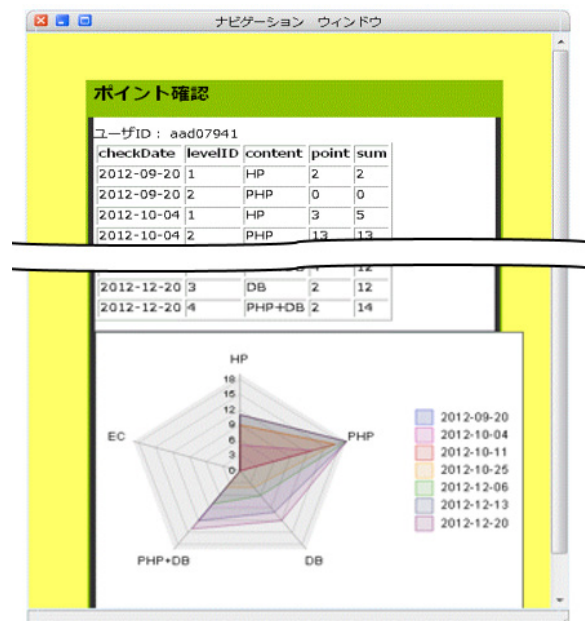 ナビゲーション ウィンドウ
ポイント確認
ユーザID : aad07941
checkDate levelID content point sum
2012-09-20 1 HP 2 2
2012-09-20 2 PHP 0 0
2012-10-04 1 HP 3 5
2012-10-04 2 PHP 13 13
12
2012-12-20 3 DB 2 12
2012-12-20 4 PHP+DB 2 14
HP
18
15
12
9
6
3
0
EC
PHP
PHP+DB
DB
2012-09-20
2012-10-04
2012-10-11
2012-10-25
2012-12-06
2012-12-13
2012-12-20